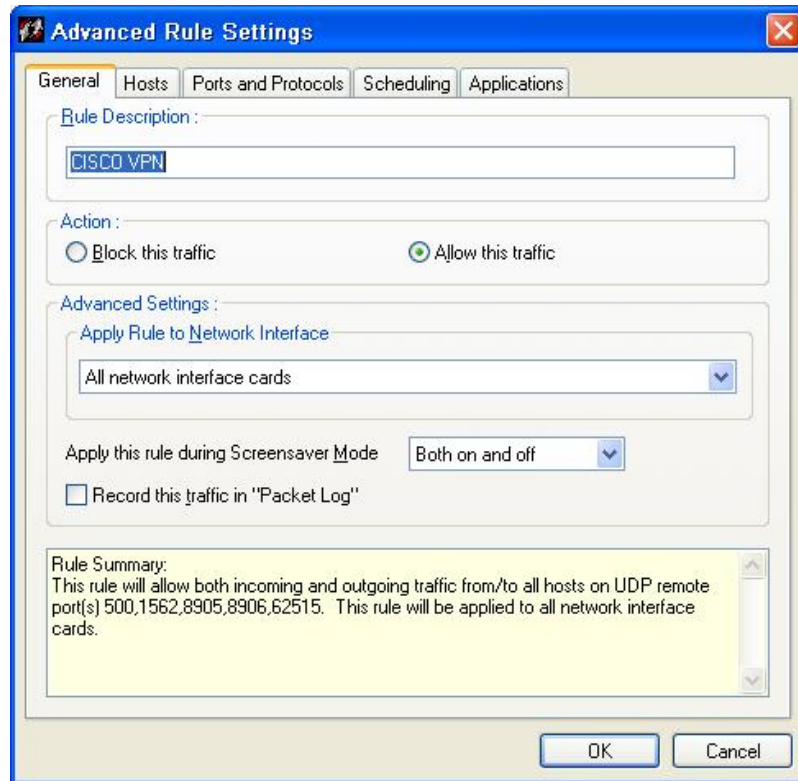 Advanced Rule Settings
General Hosts Ports and Protocols Scheduling Applications
Rule Description :
CISCO VPN
Action :
Block this traffic Allow this traffic
Advanced Settings :
Apply Rule to Network Interface
All network interface cards
Apply this rule during Screensaver Mode Both on and off
Record this traffic in "Packet Log"
Rule Summary:
This rule will allow both incoming and outgoing traffic from/to all hosts on UDP remote
port(s) 500,1562,8905,8906,62515. This rule will be applied to all network interface
cards.
OK Cancel